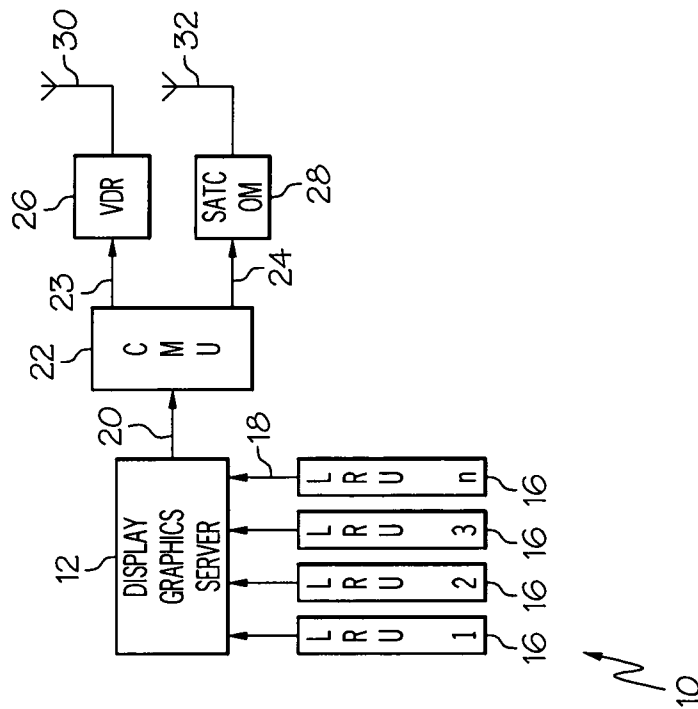 30
32
26
VDR
SATC
OM
28
23
24
22
C
M
U
20
18
12
DISPLAY
GRAPHICS
SERVER
L
R
U
1
16
L
R
U
2
16
L
R
U
3
16
L
R
U
n
16
10